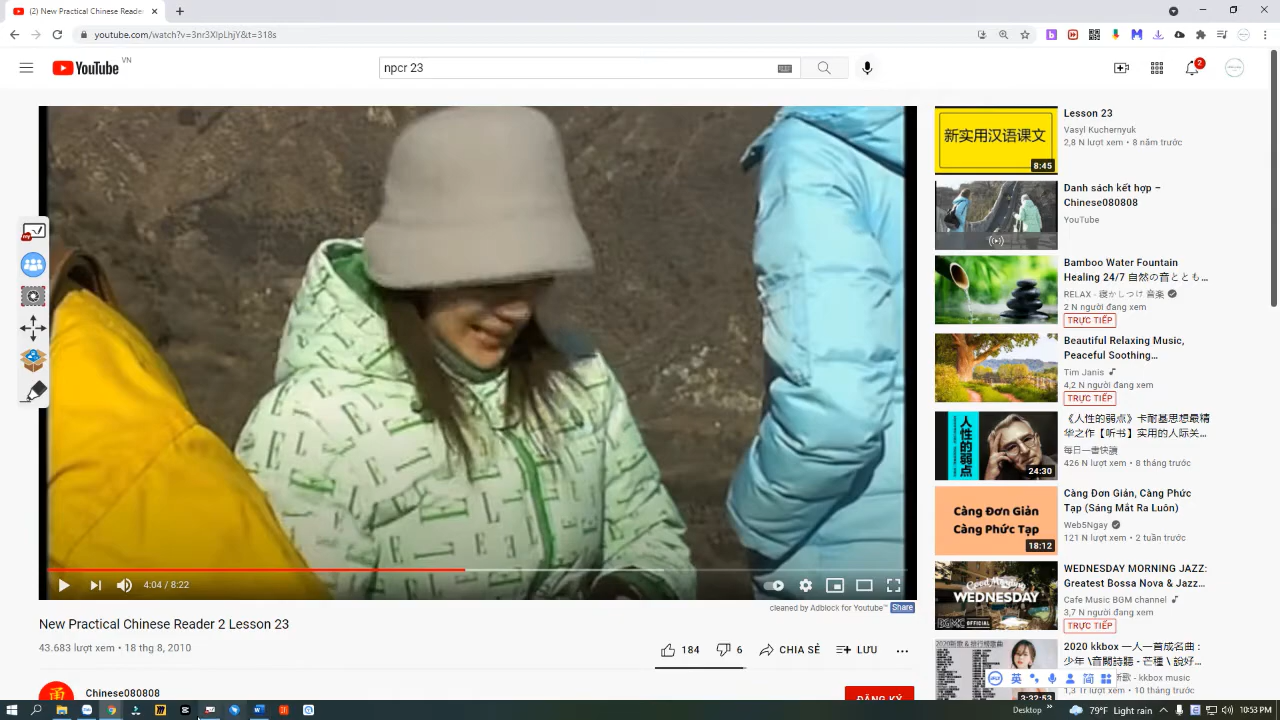 (2) New Practical Chinese Reader
youtube.com/watch?v=3nr3XlpLhjY&t=318s
YouTube VN
npcr 23
2
4:04 / 8:22
cleaned by Adblock for Youtube™ Share
New Practical Chinese Reader 2 Lesson 23
43.683 lượt xem • 18 thg 8, 2010
184
6
CHIA SẺ
LƯU
Chinese080808
ĐĂNG KÝ
新实用汉语课文
8:45
Lesson 23
Vasyl Kuchernyuk
2,8 N lượt xem • 8 năm trước
Danh sách kết hợp –
Chinese080808
YouTube
Bamboo Water Fountain
Healing 24/7 自然の音ととも...
RELAX - 寝かしつけ 音楽
2 N người đang xem
TRỰC TIẾP
Beautiful Relaxing Music,
Peaceful Soothing...
Tim Janis
4,2 N người đang xem
TRỰC TIẾP
人性的弱点
24:30
《人性的弱点》卡耐基思想最精
华之作【听书】实用的人际关...
每日一書快讀
426 N lượt xem • 8 tháng trước
Càng Đơn Giản
Càng Phức Tạp
18:12
Càng Đơn Giản, Càng Phức
Tạp (Sáng Mắt Ra Luôn)
Web5Ngay
121 N lượt xem • 2 tuần trước
Good Morning
WEDNESDAY
BGMC OFFICIAL
WEDNESDAY MORNING JAZZ:
Greatest Bossa Nova & Jazz...
Cafe Music BGM channel
3,7 N người đang xem
TRỰC TIẾP
3:32:53
2020 kkbox 一人一首成名曲 :
少年 \音閣詩聽 · 芒種 \ 說好...
新歌 - kkbox music
1,3 Tr lượt xem • 10 tháng trước
英
简
Desktop
79°F Light rain
10:53 PM